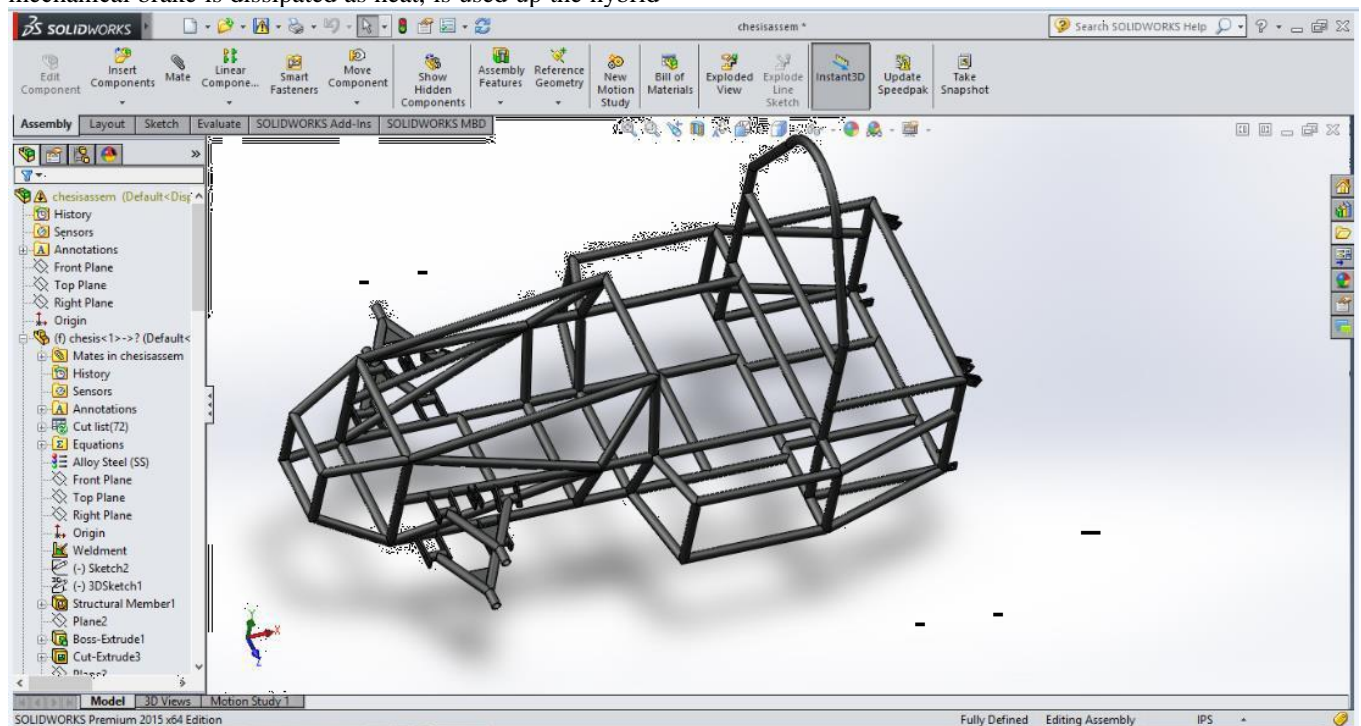 mechanical brake is dissipated as heat, is used up the hybrid
SOLIDWORKS
chesisassem *
Search SOLIDWORKS Help
Edit Component
Insert Components
Mate
Linear Compone...
Smart Fasteners
Move Component
Show Hidden Components
Assembly Features
Reference Geometry
New Motion Study
Bill of Materials
Exploded View
Explode Line Sketch
Instant3D
Update Speedpak
Take Snapshot
Assembly Layout Sketch Evaluate SOLIDWORKS Add-Ins SOLIDWORKS MBD
chesisassem (Default<Disp
History
Sensors
Annotations
Front Plane
Top Plane
Right Plane
Origin
(f) chesis<1>->? (Default<
Mates in chesisassem
History
Sensors
Annotations
Cut list(72)
Equations
Alloy Steel (SS)
Front Plane
Top Plane
Right Plane
Origin
Weldment
(-) Sketch2
(-) 3DSketch1
Structural Member1
Plane2
Boss-Extrude1
Cut-Extrude3
Model 3D Views Motion Study 1
SOLIDWORKS Premium 2015 x64 Edition
Fully Defined Editing Assembly IPS